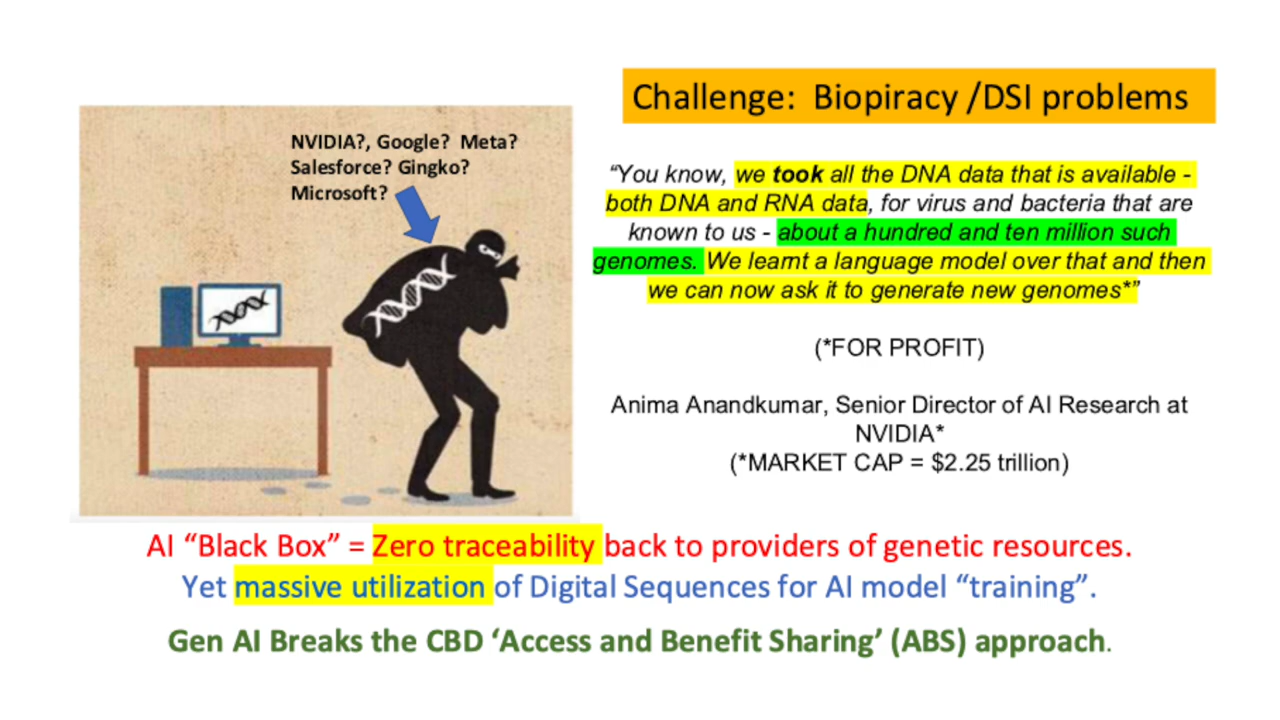 Challenge:  Biopiracy /DSI problems
NVIDIA?, Google?  Meta?
Salesforce? Gingko?
Microsoft?
“You know, we took all the DNA data that is available -
both DNA and RNA data, for virus and bacteria that are
known to us - about a hundred and ten million such
genomes. We learnt a language model over that and then
we can now ask it to generate new genomes*”
(*FOR PROFIT)
Anima Anandkumar, Senior Director of AI Research at
NVIDIA*
(*MARKET CAP = $2.25 trillion)
AI “Black Box” = Zero traceability back to providers of genetic resources.
Yet massive utilization of Digital Sequences for AI model “training”.
Gen AI Breaks the CBD ‘Access and Benefit Sharing’ (ABS) approach.